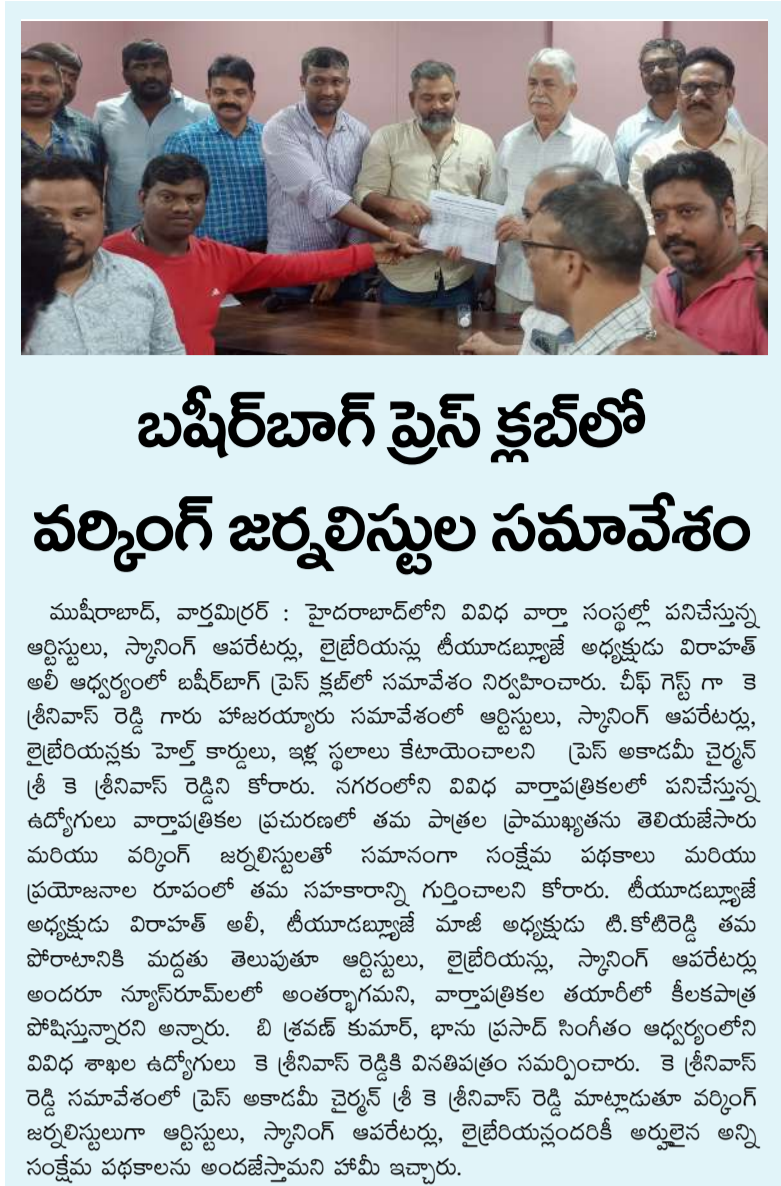 బషీర్‌బాగ్ ప్రెస్ క్లబ్‌లో
వర్కింగ్ జర్నలిస్టుల సమావేశం
ముషీరాబాద్, వార్తమిర్రర్ : హైదరాబాద్‌లోని వివిధ వార్తా సంస్థల్లో పనిచేస్తున్న
ఆర్టిస్టులు, స్కానింగ్ ఆపరేటర్లు, లైబ్రేరియన్లు టీయూడబ్ల్యూజే అధ్యక్షుడు విరాహత్
అలీ ఆధ్వర్యంలో బషీర్‌బాగ్ ప్రెస్ క్లబ్‌లో సమావేశం నిర్వహించారు. చీఫ్ గెస్ట్ గా కె
శ్రీనివాస్ రెడ్డి గారు హాజరయ్యారు సమావేశంలో ఆర్టిస్టులు, స్కానింగ్ ఆపరేటర్లు,
లైబ్రేరియన్లకు హెల్త్ కార్డులు, ఇళ్ల స్థలాలు కేటాయెంచాలని ప్రెస్ అకాడమీ చైర్మన్
శ్రీ కె శ్రీనివాస్ రెడ్డిని కోరారు. నగరంలోని వివిధ వార్తాపత్రికలలో పనిచేస్తున్న
ఉద్యోగులు వార్తాపత్రికల ప్రచురణలో తమ పాత్రల ప్రాముఖ్యతను తెలియజేసారు
మరియు వర్కింగ్ జర్నలిస్టులతో సమానంగా సంక్షేమ పథకాలు మరియు
ప్రయోజనాల రూపంలో తమ సహకారాన్ని గుర్తించాలని కోరారు. టీయూడబ్ల్యూజే
అధ్యక్షుడు విరాహత్ అలీ, టీయూడబ్ల్యూజే మాజీ అధ్యక్షుడు టి.కోటిరెడ్డి తమ
పోరాటానికి మద్దతు తెలుపుతూ ఆర్టిస్టులు, లైబ్రేరియన్లు, స్కానింగ్ ఆపరేటర్లు
అందరూ న్యూస్‌రూమ్‌లలో అంతర్భాగమని, వార్తాపత్రికల తయారీలో కీలకపాత్ర
పోషిస్తున్నారని అన్నారు. బి శ్రవణ్ కుమార్, భాను ప్రసాద్ సింగీతం ఆధ్వర్యంలోని
వివిధ శాఖల ఉద్యోగులు కె శ్రీనివాస్ రెడ్డికి వినతిపత్రం సమర్పించారు. కె శ్రీనివాస్
రెడ్డి సమావేశంలో ప్రెస్ అకాడమీ చైర్మన్ శ్రీ కె శ్రీనివాస్ రెడ్డి మాట్లాడుతూ వర్కింగ్
జర్నలిస్టులుగా ఆర్టిస్టులు, స్కానింగ్ ఆపరేటర్లు, లైబ్రేరియన్లందరికీ అర్హులైన అన్ని
సంక్షేమ పథకాలను అందజేస్తామని హామీ ఇచ్చారు.